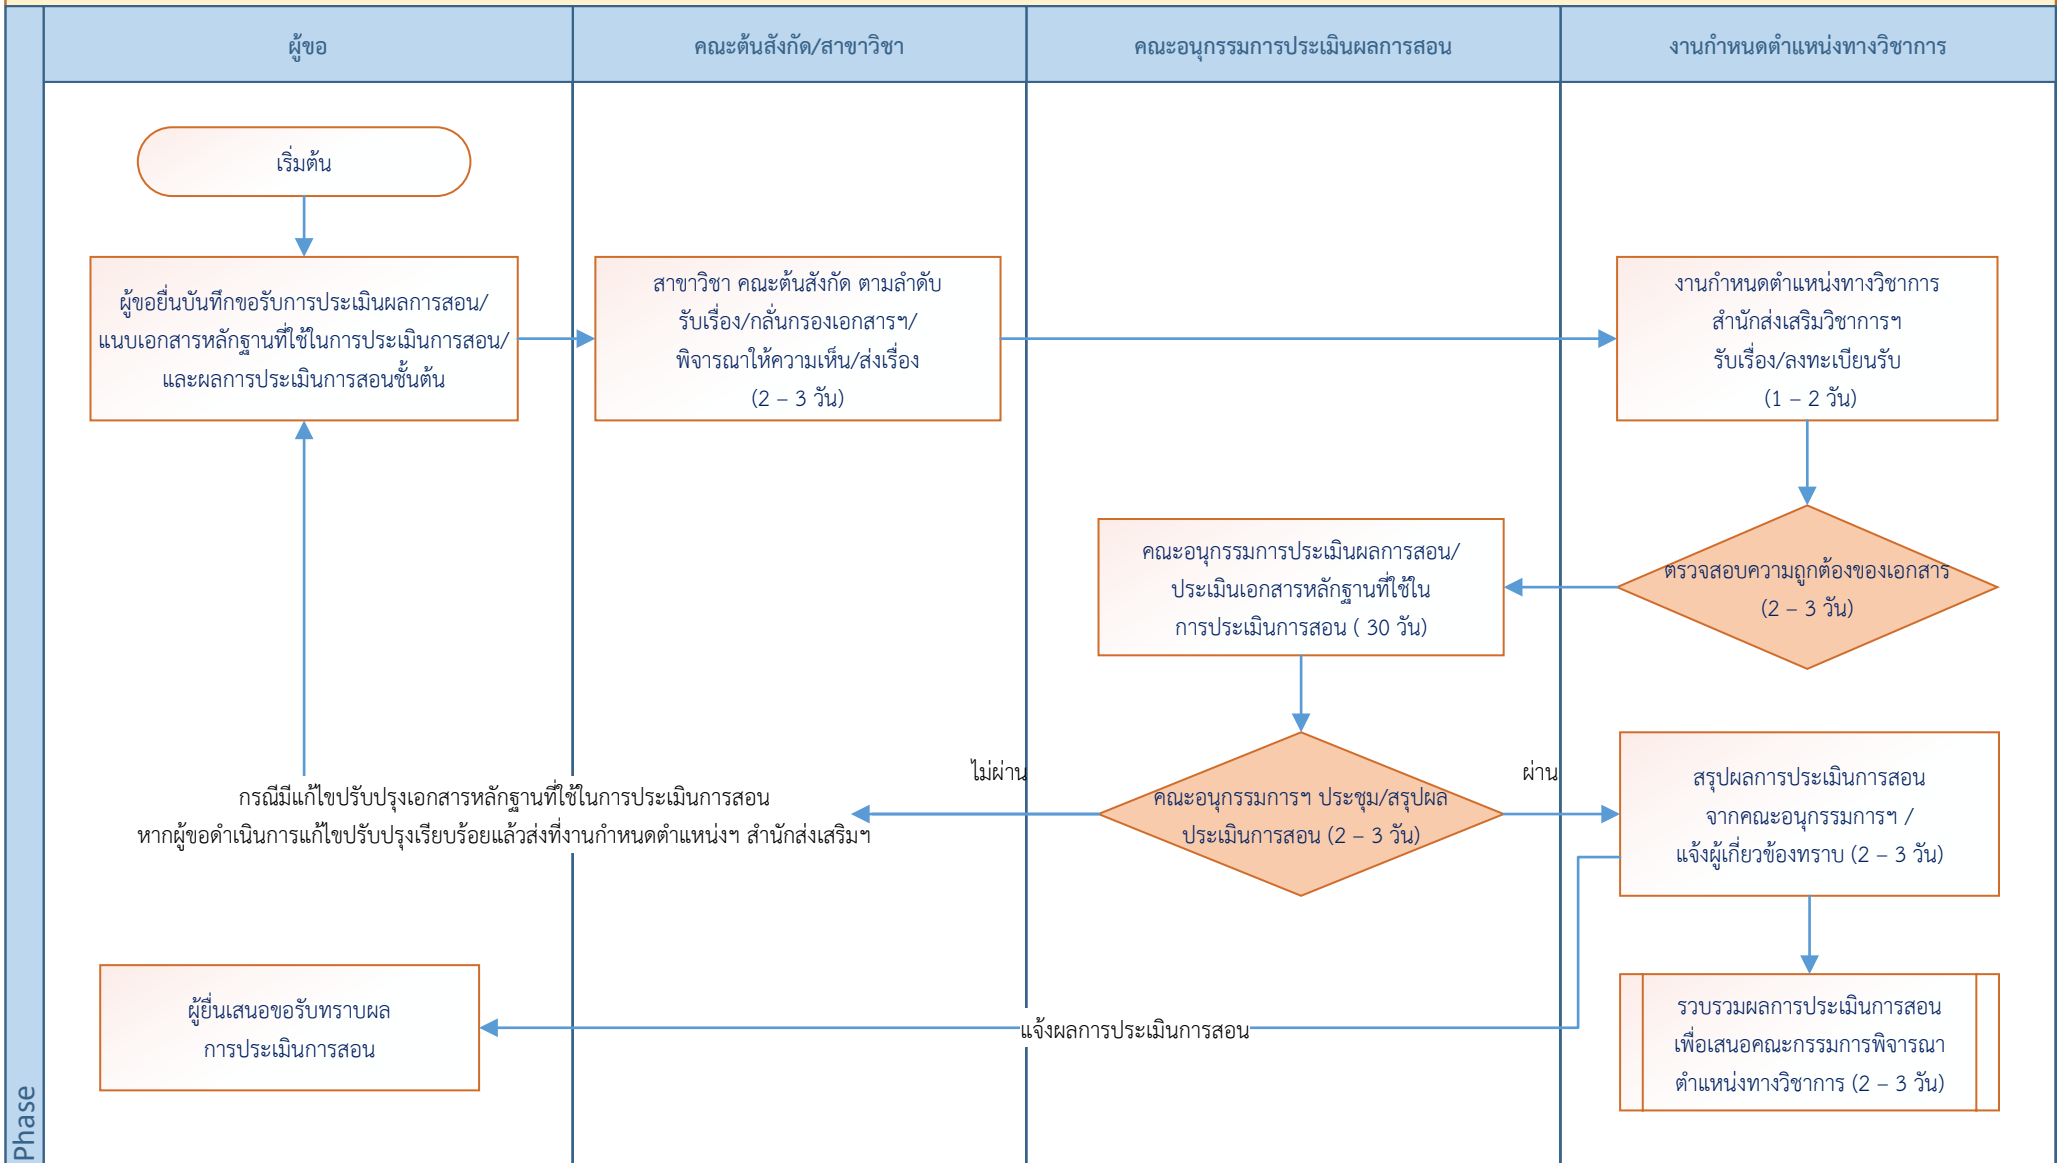 ผู้ขอ
คณะต้นสังกัด/สาขาวิชา
คณะอนุกรรมการประเมินผลการสอน
งานกำหนดตำแหน่งทางวิชาการ
เริ่มต้น
ผู้ขอยื่นบันทึกขอรับการประเมินผลการสอน/
แนบเอกสารหลักฐานที่ใช้ในการประเมินการสอน/
และผลการประเมินการสอนชั้นต้น
สาขาวิชา คณะต้นสังกัด ตามลำดับ
รับเรื่อง/กลั่นกรองเอกสารฯ/
พิจารณาให้ความเห็น/ส่งเรื่อง
(2 – 3 วัน)
งานกำหนดตำแหน่งทางวิชาการ
สำนักส่งเสริมวิชาการฯ
รับเรื่อง/ลงทะเบียนรับ
(1 – 2 วัน)
ตรวจสอบความถูกต้องของเอกสาร
(2 – 3 วัน)
คณะอนุกรรมการประเมินผลการสอน/
ประเมินเอกสารหลักฐานที่ใช้ใน
การประเมินการสอน ( 30 วัน)
คณะอนุกรรมการฯ ประชุม/สรุปผล
ประเมินการสอน (2 – 3 วัน)
ไม่ผ่าน
ผ่าน
กรณีมีแก้ไขปรับปรุงเอกสารหลักฐานที่ใช้ในการประเมินการสอน
หากผู้ขอดำเนินการแก้ไขปรับปรุงเรียบร้อยแล้วส่งที่งานกำหนดตำแหน่งฯ สำนักส่งเสริมฯ
สรุปผลการประเมินการสอน
จากคณะอนุกรรมการฯ /
แจ้งผู้เกี่ยวข้องทราบ (2 – 3 วัน)
ผู้ยื่นเสนอขอรับทราบผล
การประเมินการสอน
แจ้งผลการประเมินการสอน
รวบรวมผลการประเมินการสอน
เพื่อเสนอคณะกรรมการพิจารณา
ตำแหน่งทางวิชาการ (2 – 3 วัน)
Phase